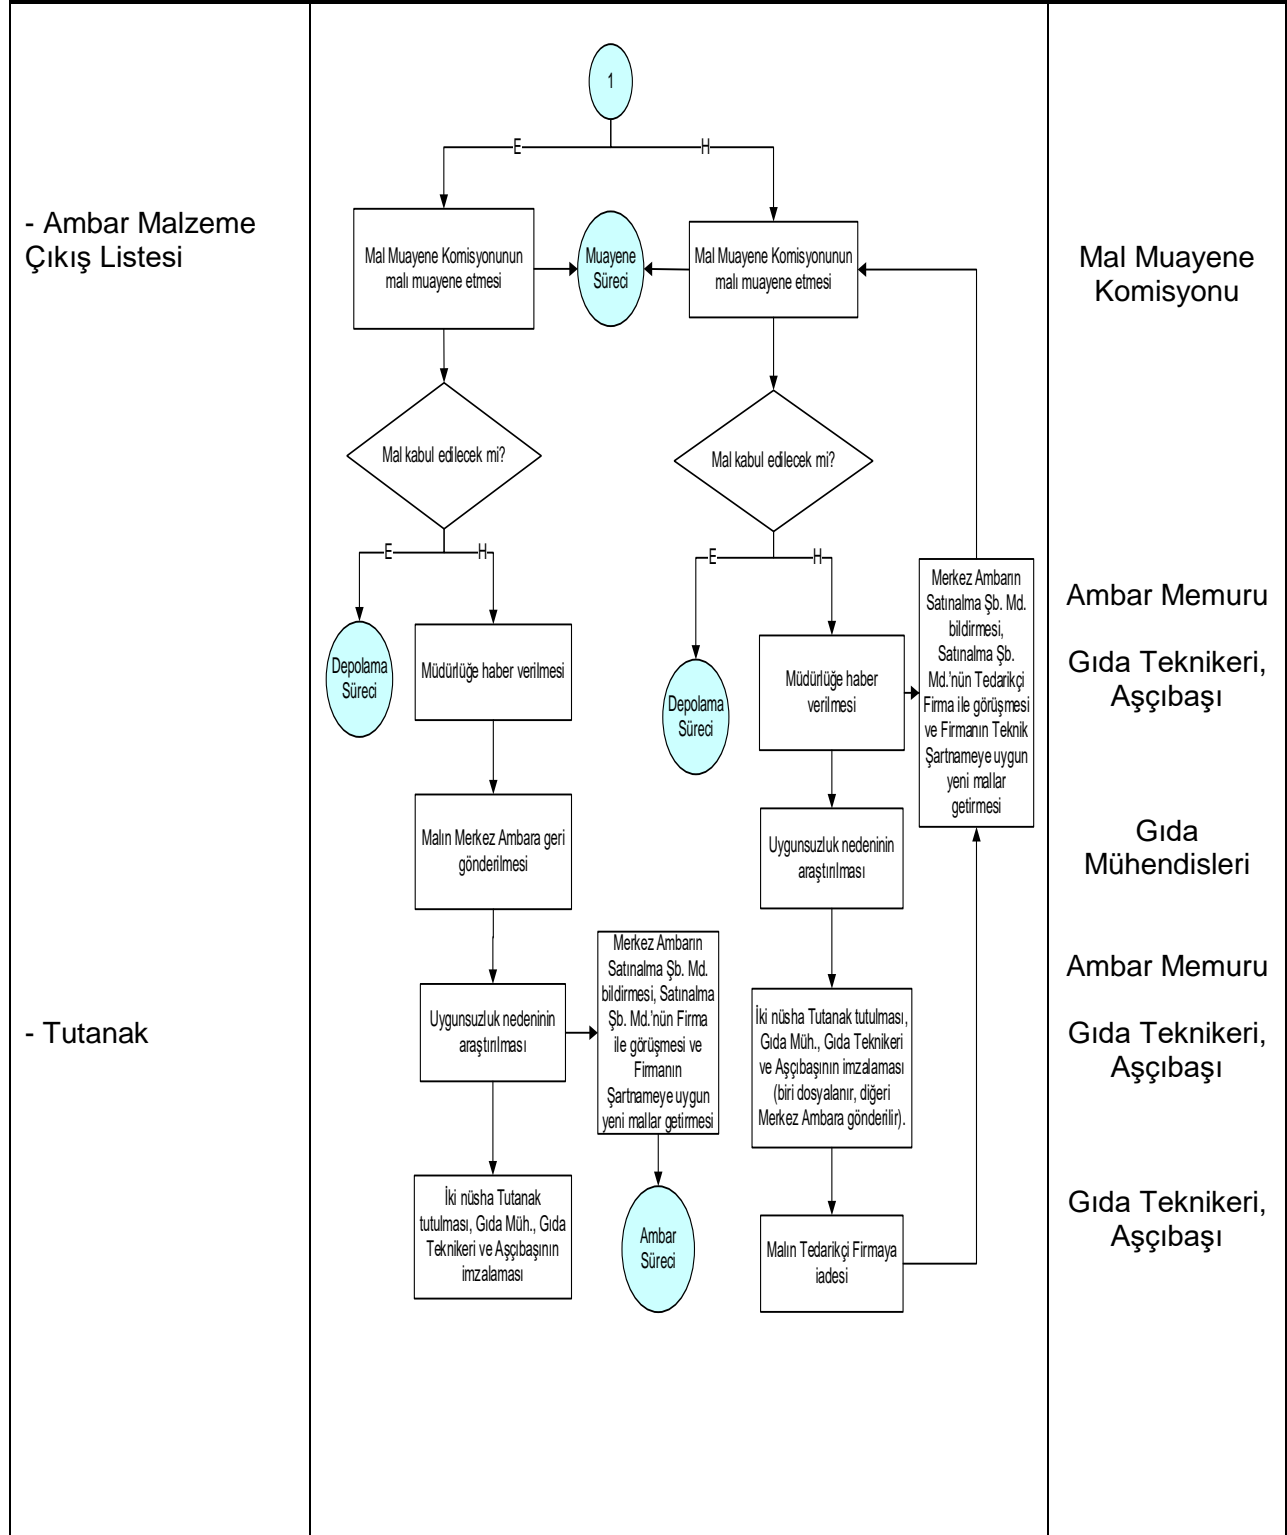 - Ambar Malzeme
Çıkış Listesi
- Tutanak
1
E
H
Mal Muayene Komisyonunun
malı muayene etmesi
Muayene
Süreci
Mal Muayene Komisyonunun
malı muayene etmesi
Mal kabul edilecek mi?
Mal kabul edilecek mi?
E
H
E
H
Depolama
Süreci
Müdürlüğe haber verilmesi
Depolama
Süreci
Müdürlüğe haber
verilmesi
Merkez Ambarın
Satınalma Şb. Md.
bildirmesi,
Satınalma Şb.
Md.'nün Tedarikçi
Firma ile görüşmesi
ve Firmanın Teknik
Şartnameye uygun
yeni mallar
getirmesi
Malın Merkez Ambara geri
gönderilmesi
Uygunsuzluk nedeninin
araştırılması
Uygunsuzluk nedeninin
araştırılması
Merkez Ambarın
Satınalma Şb. Md.
bildirmesi, Satınalma
Şb. Md.'nün Firma
ile görüşmesi ve
Firmanın
Şartnameye uygun
yeni mallar getirmesi
İki nüsha Tutanak tutulması,
Gıda Müh., Gıda Teknikeri
ve Aşçıbaşının imzalaması
(biri dosyalanır, diğeri
Merkez Ambara gönderilir).
İki nüsha Tutanak
tutulması, Gıda Müh., Gıda
Teknikeri ve Aşçıbaşının
imzalaması
Ambar
Süreci
Malın Tedarikçi Firmaya
iadesi
Mal Muayene
Komisyonu
Ambar Memuru
Gıda Teknikeri,
Aşçıbaşı
Gıda
Mühendisleri
Ambar Memuru
Gıda Teknikeri,
Aşçıbaşı
Gıda Teknikeri,
Aşçıbaşı